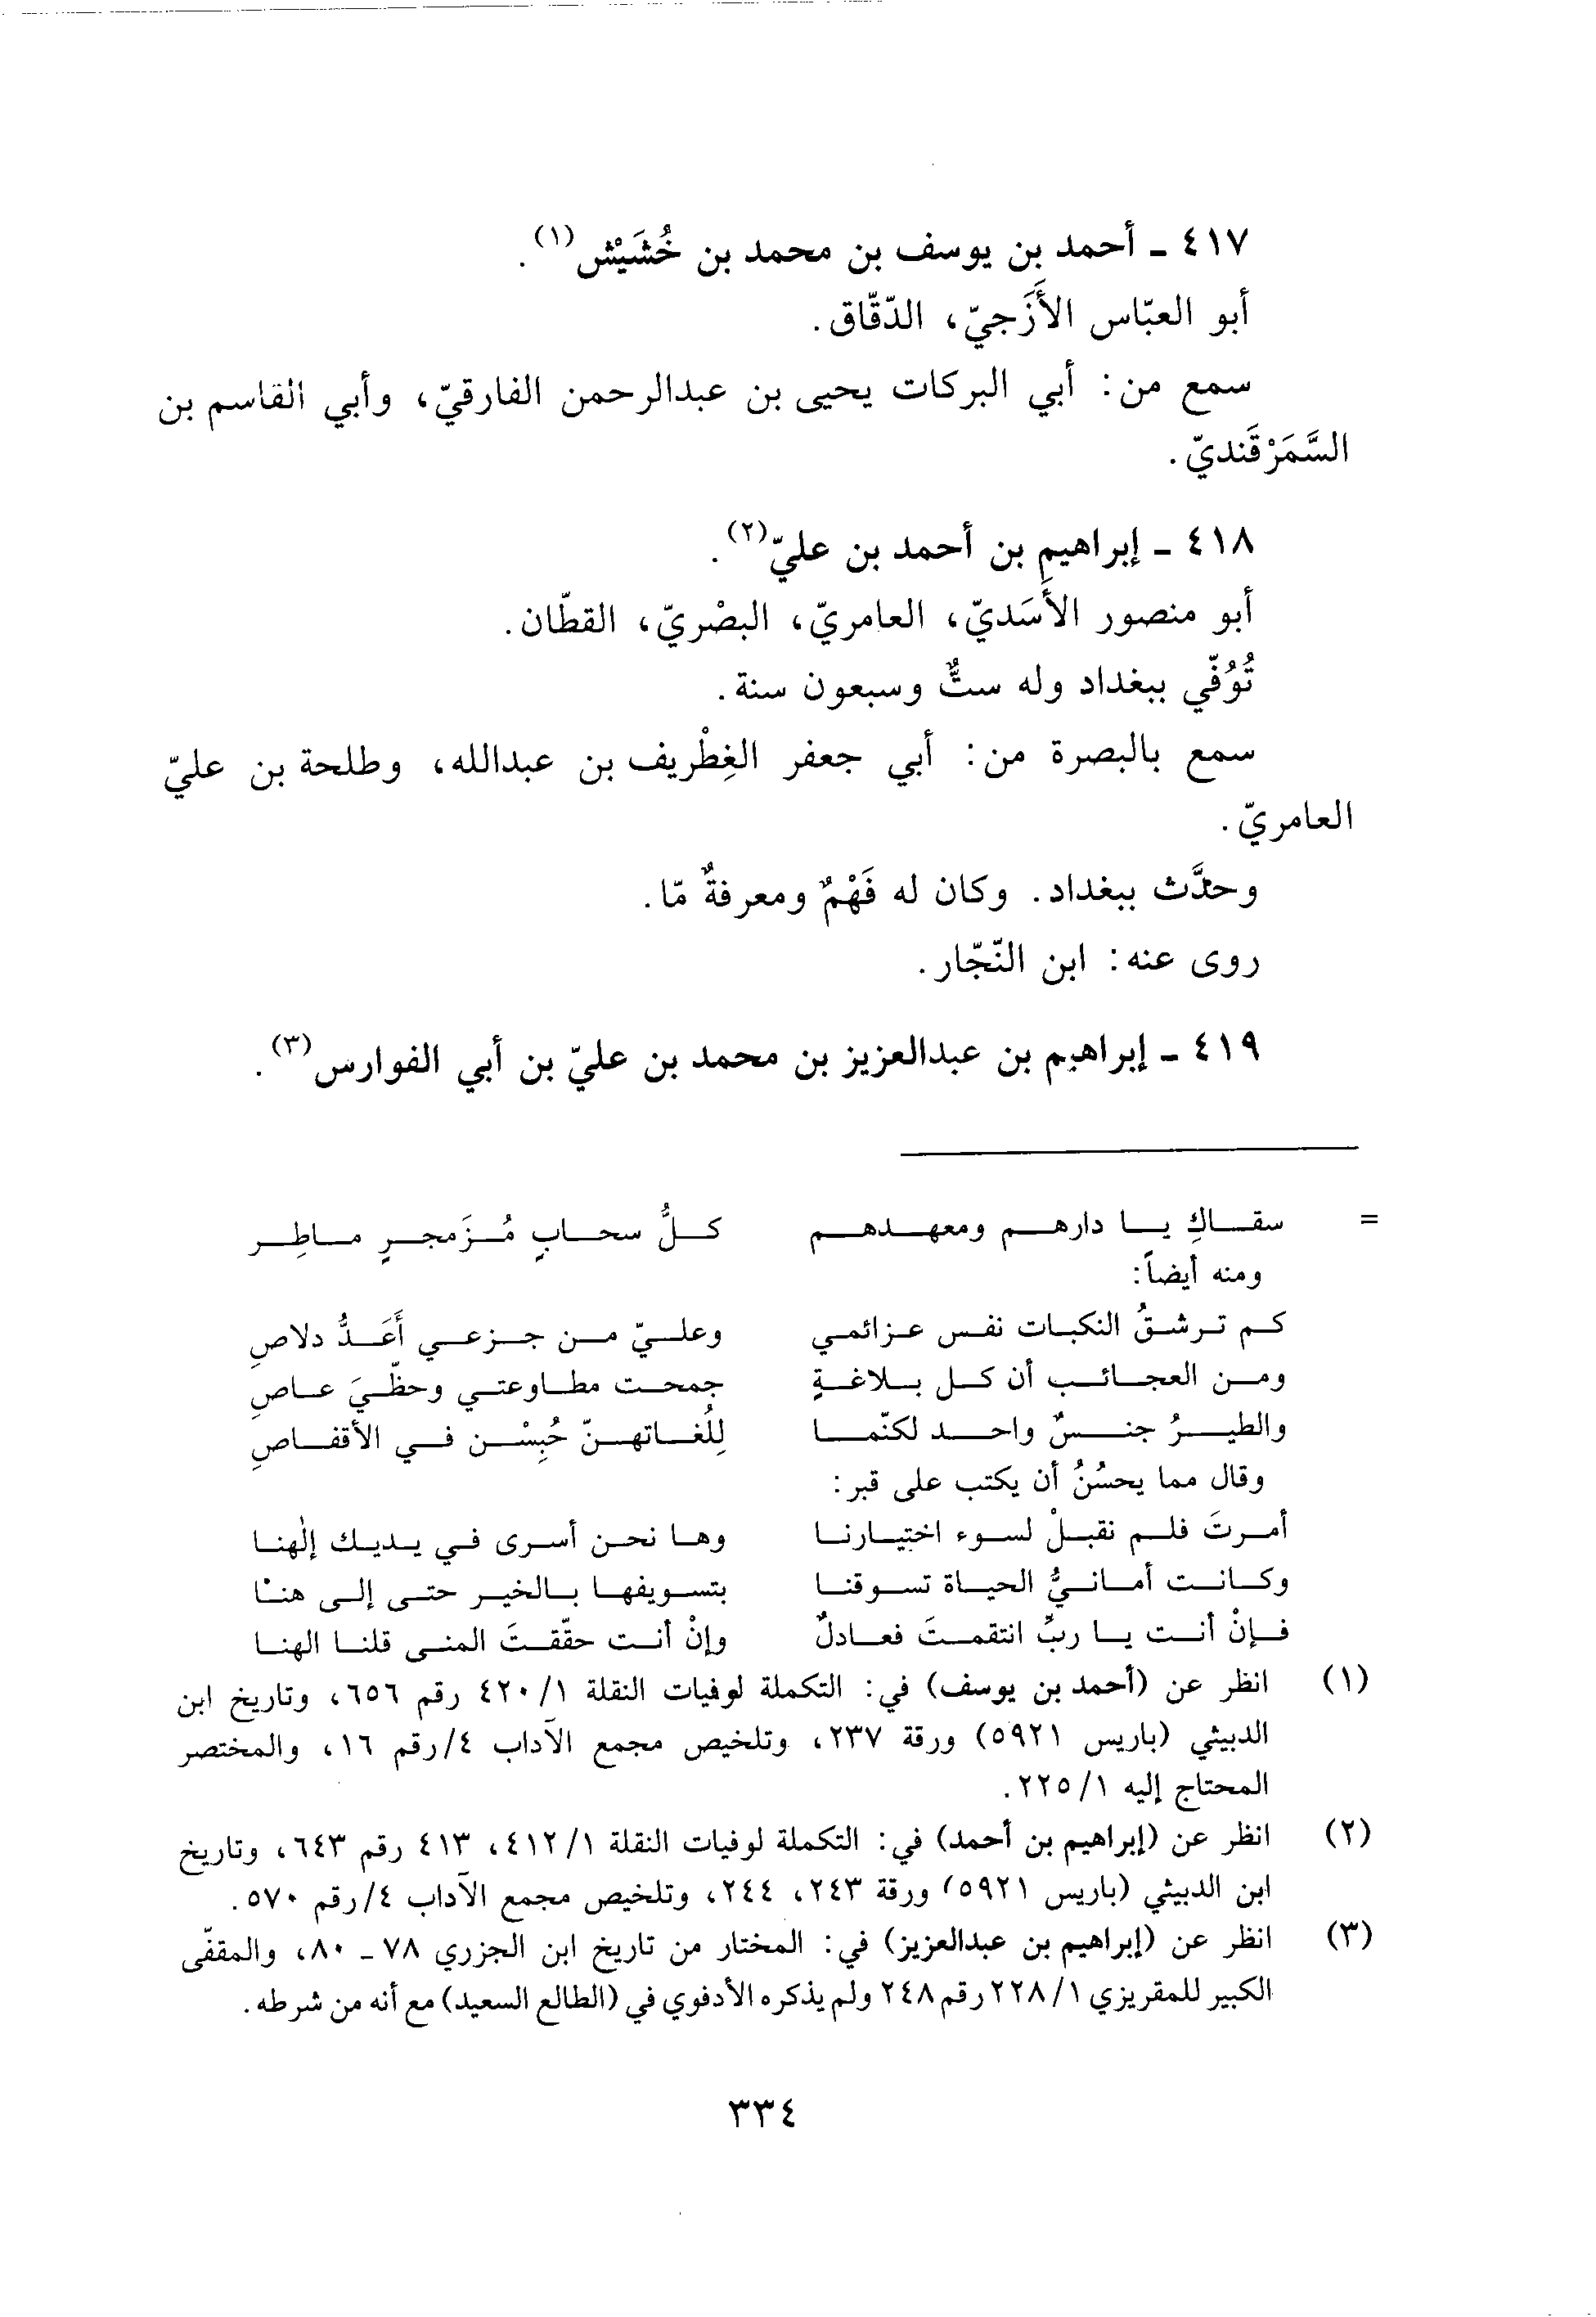 ٤١٧ ـ أحمد بن يوسف بن محمد بن خُشَيْش(١).
أبو العبّاس الأَزَجيّ، الدّقّاق.
سمع من: أبي البركات يحيى بن عبدالرحمن الفارقيّ، وأبي القاسم بن
السَّمَرْقَنديّ.
٤١٨ ـ إبراهيم بن أحمد بن عليّ(٢).
أبو منصور الأَسَديّ، العامريّ، البصْريّ، القطّان.
تُوُفّي ببغداد وله ستٌّ وسبعون سنة.
سمع بالبصرة من: أبي جعفر الغِطْريف بن عبدالله، وطلحة بن عليّ
العامريّ.
وحدَّث ببغداد. وكان له فَهْمٌ ومعرفةٌ مّا.
روى عنه: ابن النّجّار.
٤١٩ ـ إبراهيم بن عبدالعزيز بن محمد بن عليّ بن أبي الفوارس(٣).
= سقاكِ يا دارهم ومعهدهم كلُّ سحابٍ مُزَمجرٍ ماطِر
ومنه أيضاً:
كم ترشقُ النكبات نفس عزائمي وعليّ من جزعي أَعَدُّ دلاصِ
ومن العجائب أن كل بلاغةٍ جمحت مطاوعتي وحظّيَ عاصِ
والطيرُ جنسٌ واحد لكنّما لِلُغاتهنّ حُبِسْن في الأقفاصِ
وقال مما يحسُنُ أن يكتب على قبر:
أمرتَ فلم نقبلْ لسوء اختيارنا وها نحن أسرى في يديك إلٰهنا
وكانت أمانيُّ الحياة تسوقنا بتسويفها بالخير حتى إلى هنا
فإنْ أنت يا ربِّ انتقمتَ فعادلٌ وإنْ أنت حقّقتَ المنى قلنا الهنا
(١) انظر عن (أحمد بن يوسف) في: التكملة لوفيات النقلة ١/ ٤٢٠ رقم ٦٥٦، وتاريخ ابن
الدبيثي (باريس ٥٩٢١) ورقة ٢٣٧، وتلخيص مجمع الآداب ٤/رقم ١٦، والمختصر
المحتاج إليه ١/ ٢٢٥.
(٢) انظر عن (إبراهيم بن أحمد) في: التكملة لوفيات النقلة ١/ ٤١٢، ٤١٣ رقم ٦٤٣، وتاريخ
ابن الدبيثي (باريس ٥٩٢١) ورقة ٢٤٣، ٢٤٤، وتلخيص مجمع الآداب ٤/رقم ٥٧٠.
(٣) انظر عن (إبراهيم بن عبدالعزيز) في: المختار من تاريخ ابن الجزري ٧٨ ـ ٨٠، والمقفّى
الكبير للمقريزي ١/ ٢٢٨ رقم ٢٤٨ ولم يذكره الأدفوي في (الطالع السعيد) مع أنه من شرطه.
٣٣٤